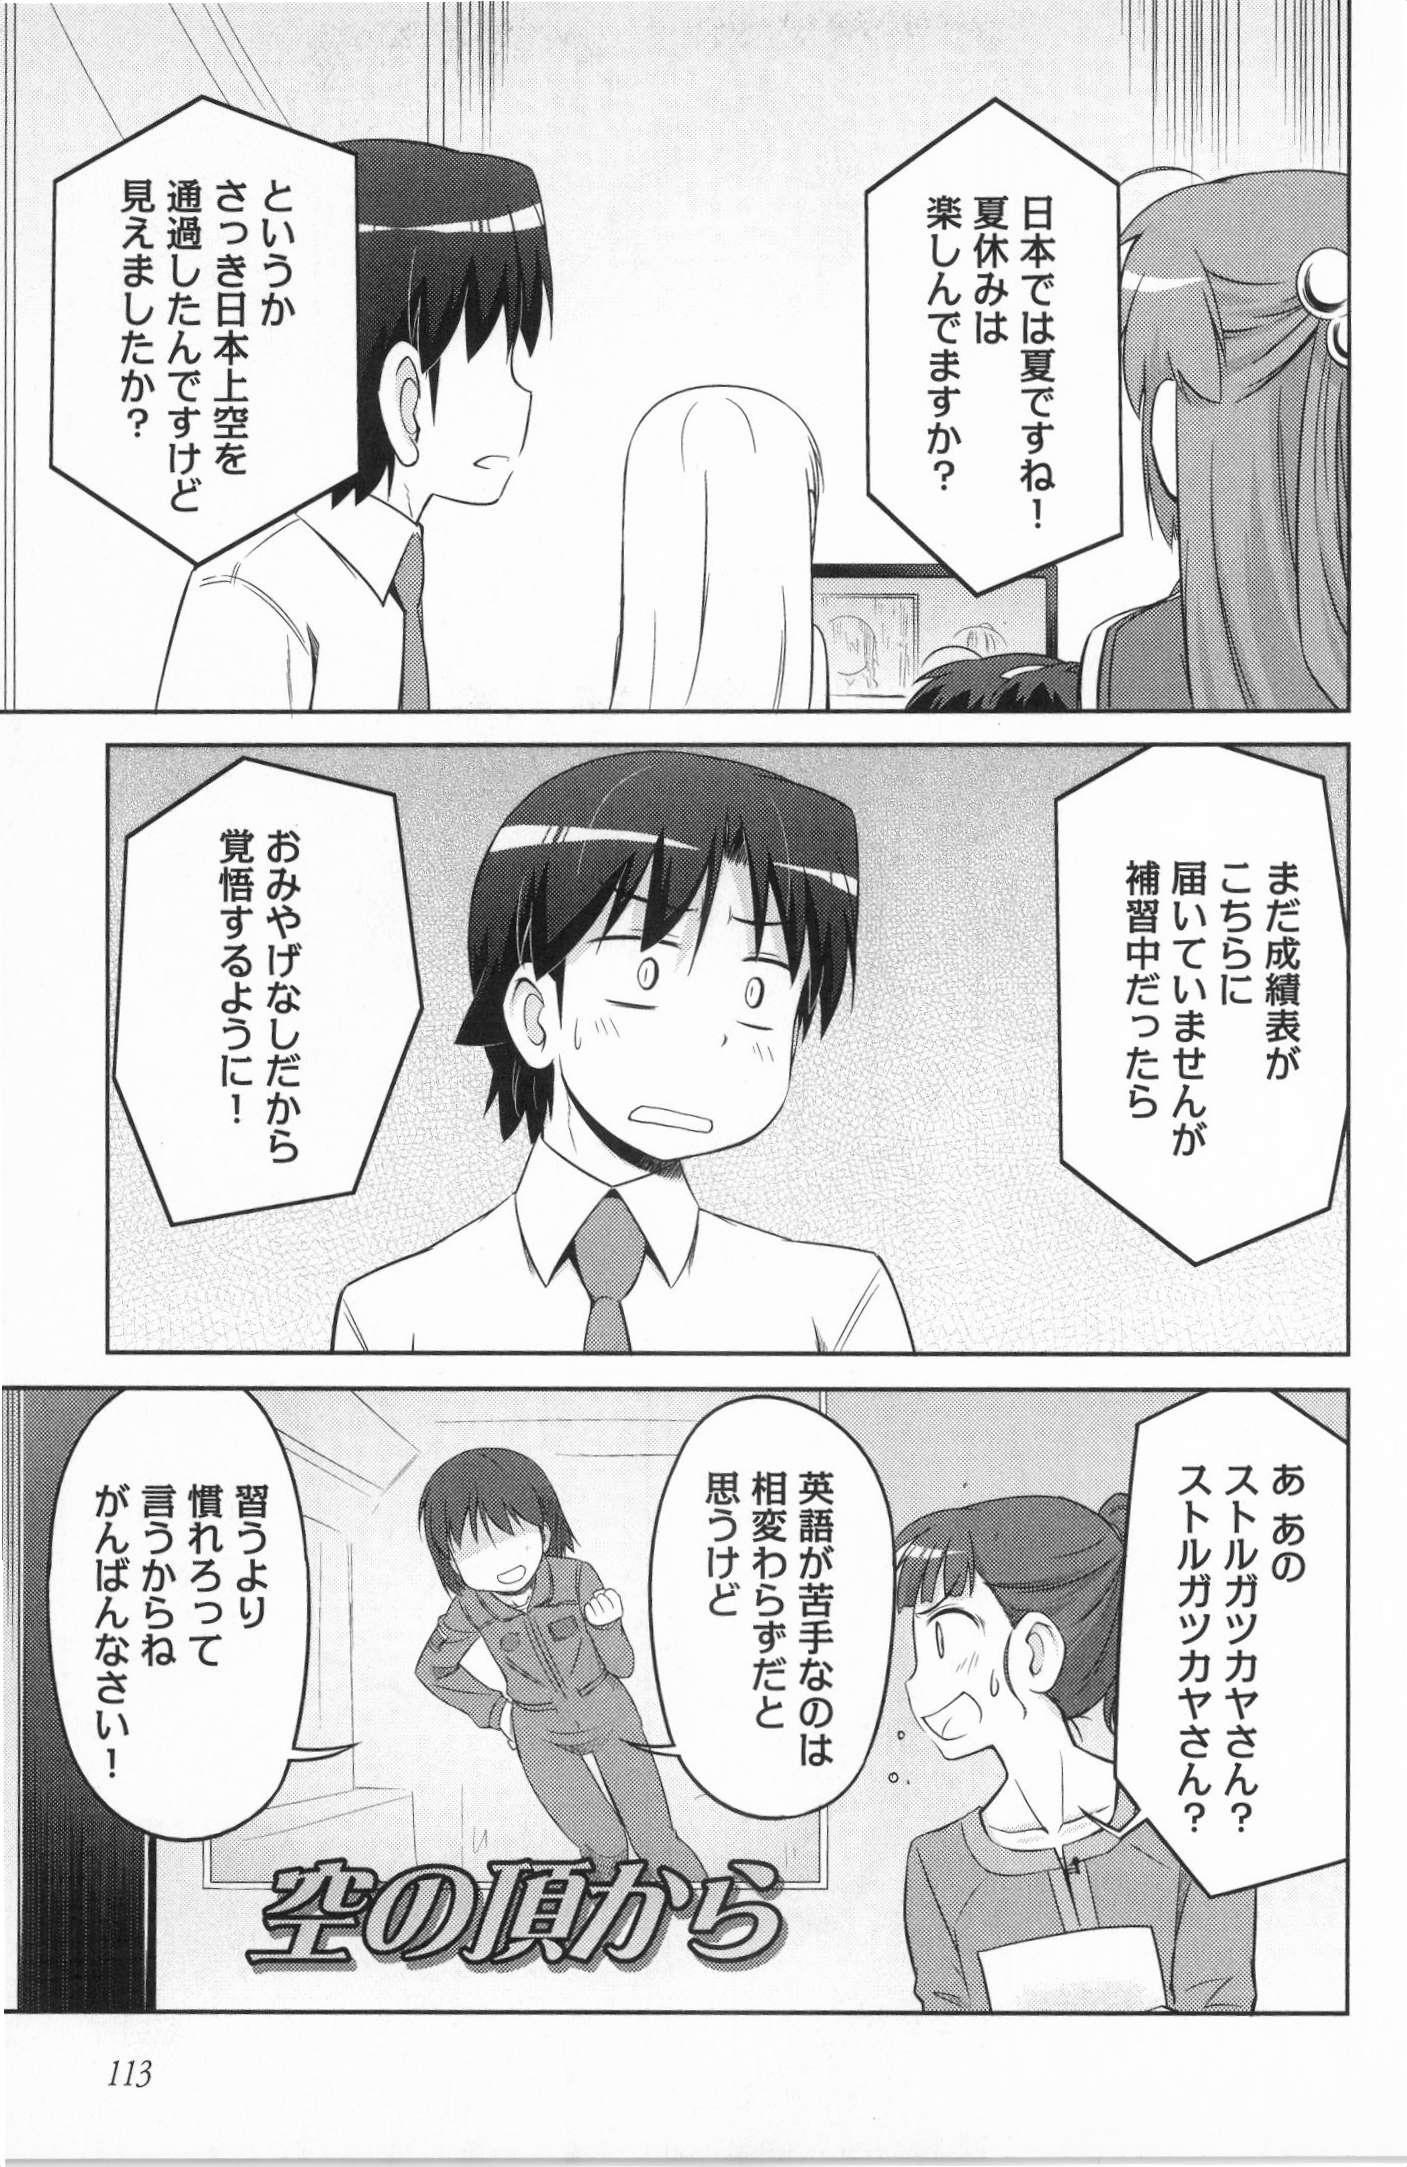 日本では夏ですね！
夏休みは
楽しんでますか？
というか
さっき日本上空を
通過したんですけど
見えましたか？
まだ成績表が
こちらに
届いていませんが
補習中だったら
おみやげなしだから
覚悟するように！
あ あの
ストルガツカヤさん？
ストルガツカヤさん？
英語が苦手なのは
相変わらずだと
思うけど
習うより
慣れろって
言うからね
がんばんなさい！
空の頂から
113